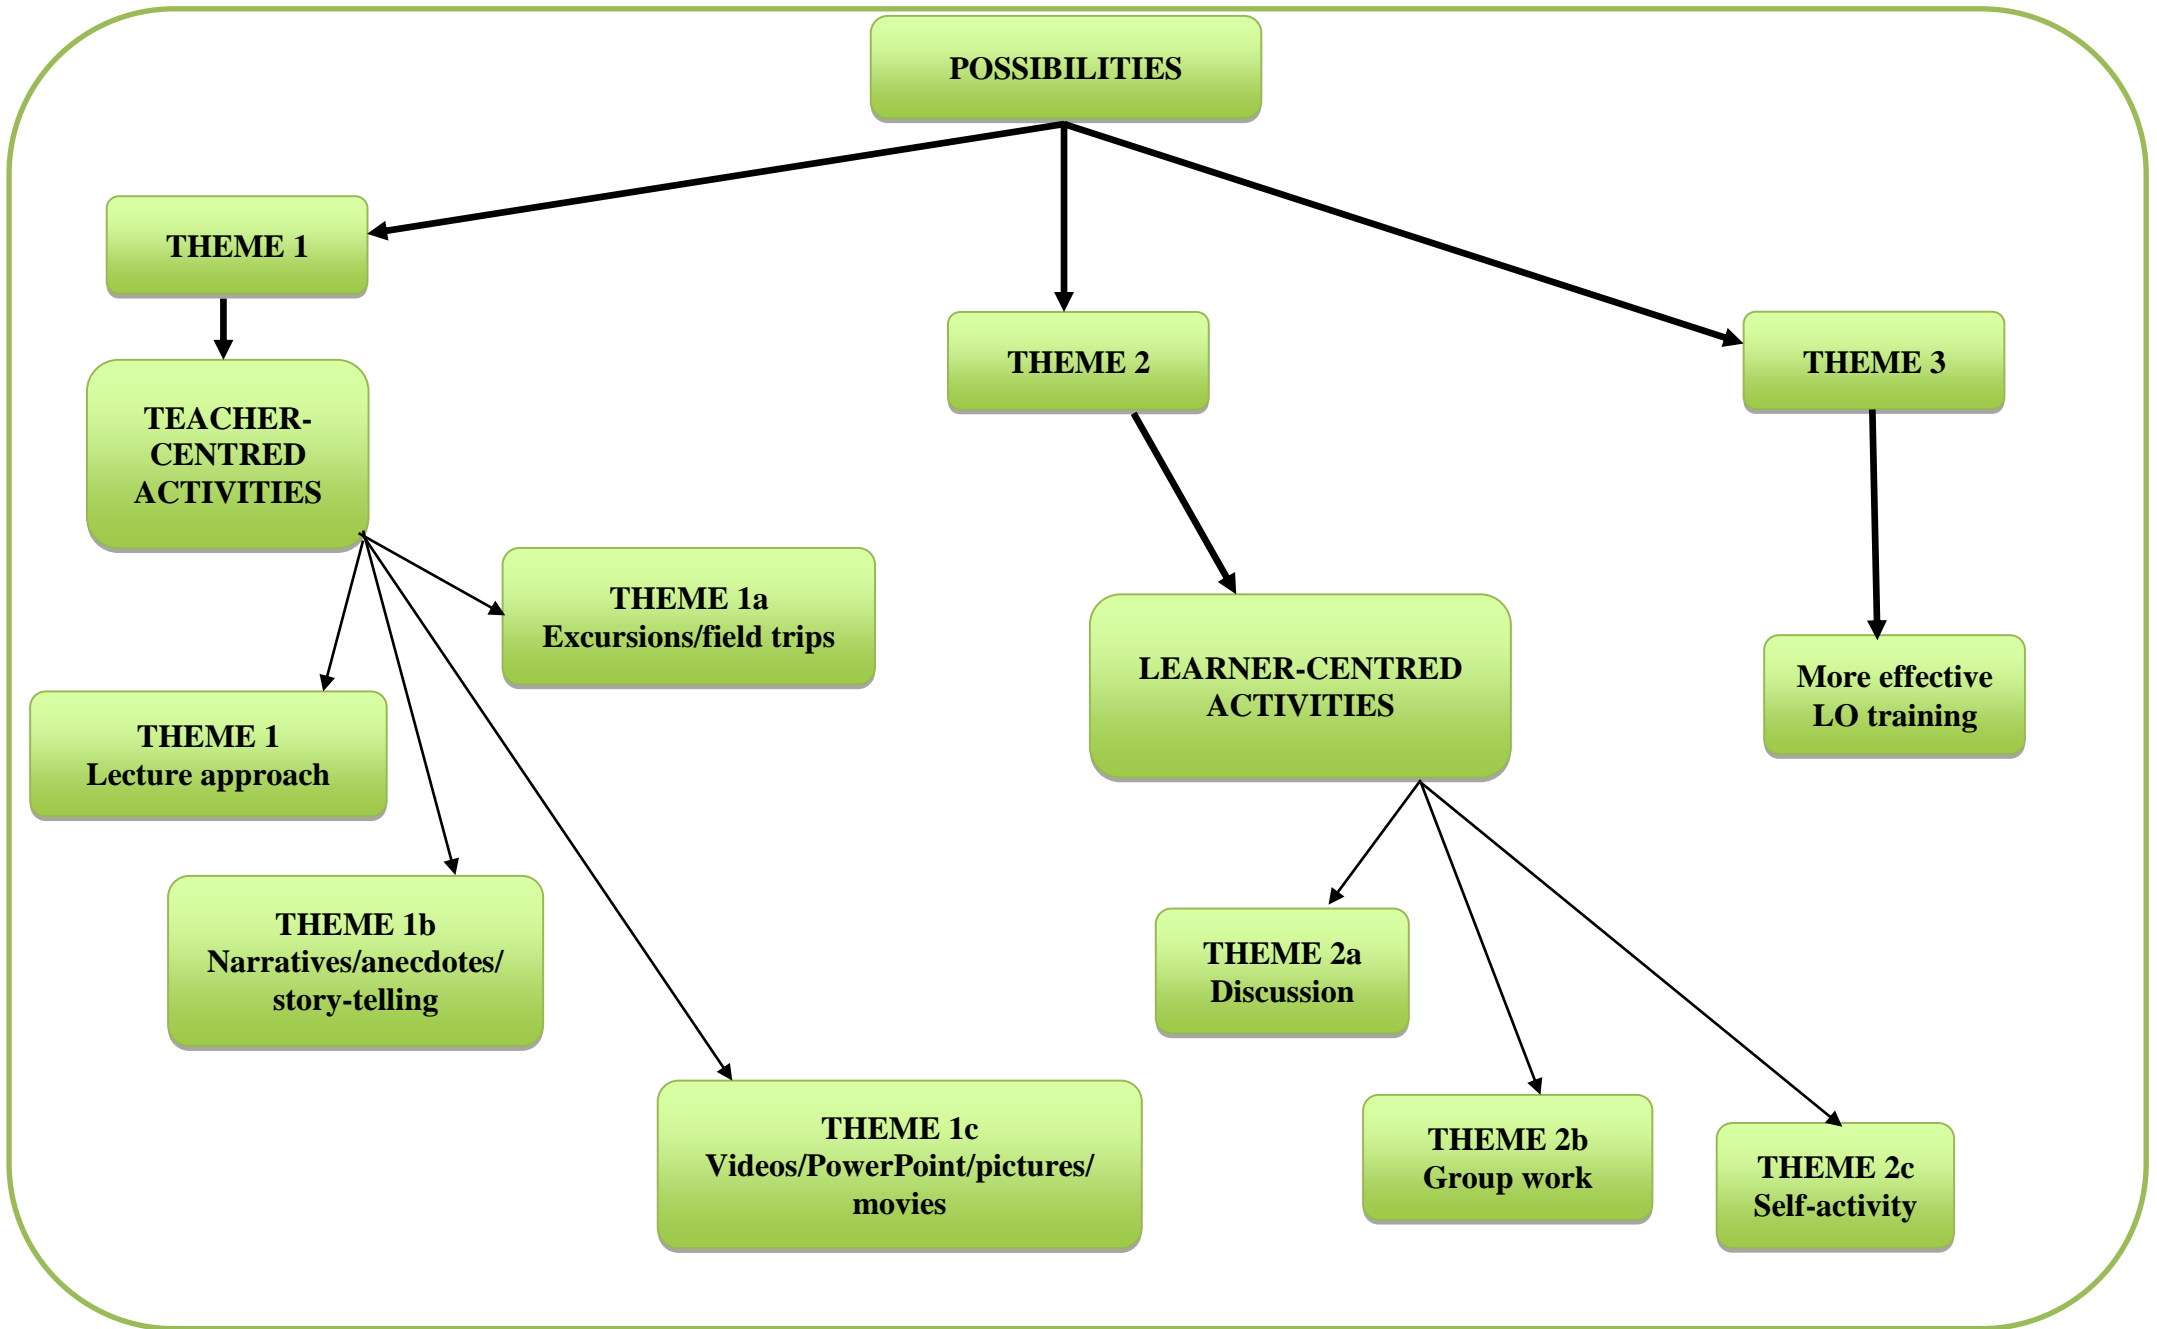 POSSIBILITIES
THEME 1
THEME 2
THEME 3
TEACHER-
CENTRED
ACTIVITIES
THEME 1a
Excursions/field trips
LEARNER-CENTRED
ACTIVITIES
More effective
LO training
THEME 1
Lecture approach
THEME 1b
Narratives/anecdotes/
story-telling
THEME 2a
Discussion
THEME 1c
Videos/PowerPoint/pictures/
movies
THEME 2b
Group work
THEME 2c
Self-activity